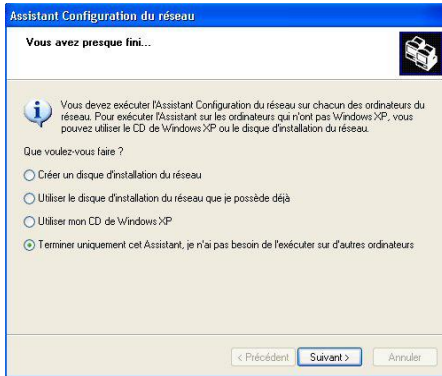 Assistant Configuration du réseau
Vous avez presque fini...
Vous devez exécuter l'Assistant Configuration du réseau sur chacun des ordinateurs du
réseau. Pour exécuter l'Assistant sur les ordinateurs qui n'ont pas Windows XP, vous
pouvez utiliser le CD de Windows XP ou le disque d'installation du réseau.
Que voulez-vous faire ?
Créer un disque d'installation du réseau
Utiliser le disque d'installation du réseau que je possède déjà
Utiliser mon CD de Windows XP
Terminer uniquement cet Assistant, je n'ai pas besoin de l'exécuter sur d'autres ordinateurs
< Précédent Suivant > Annuler